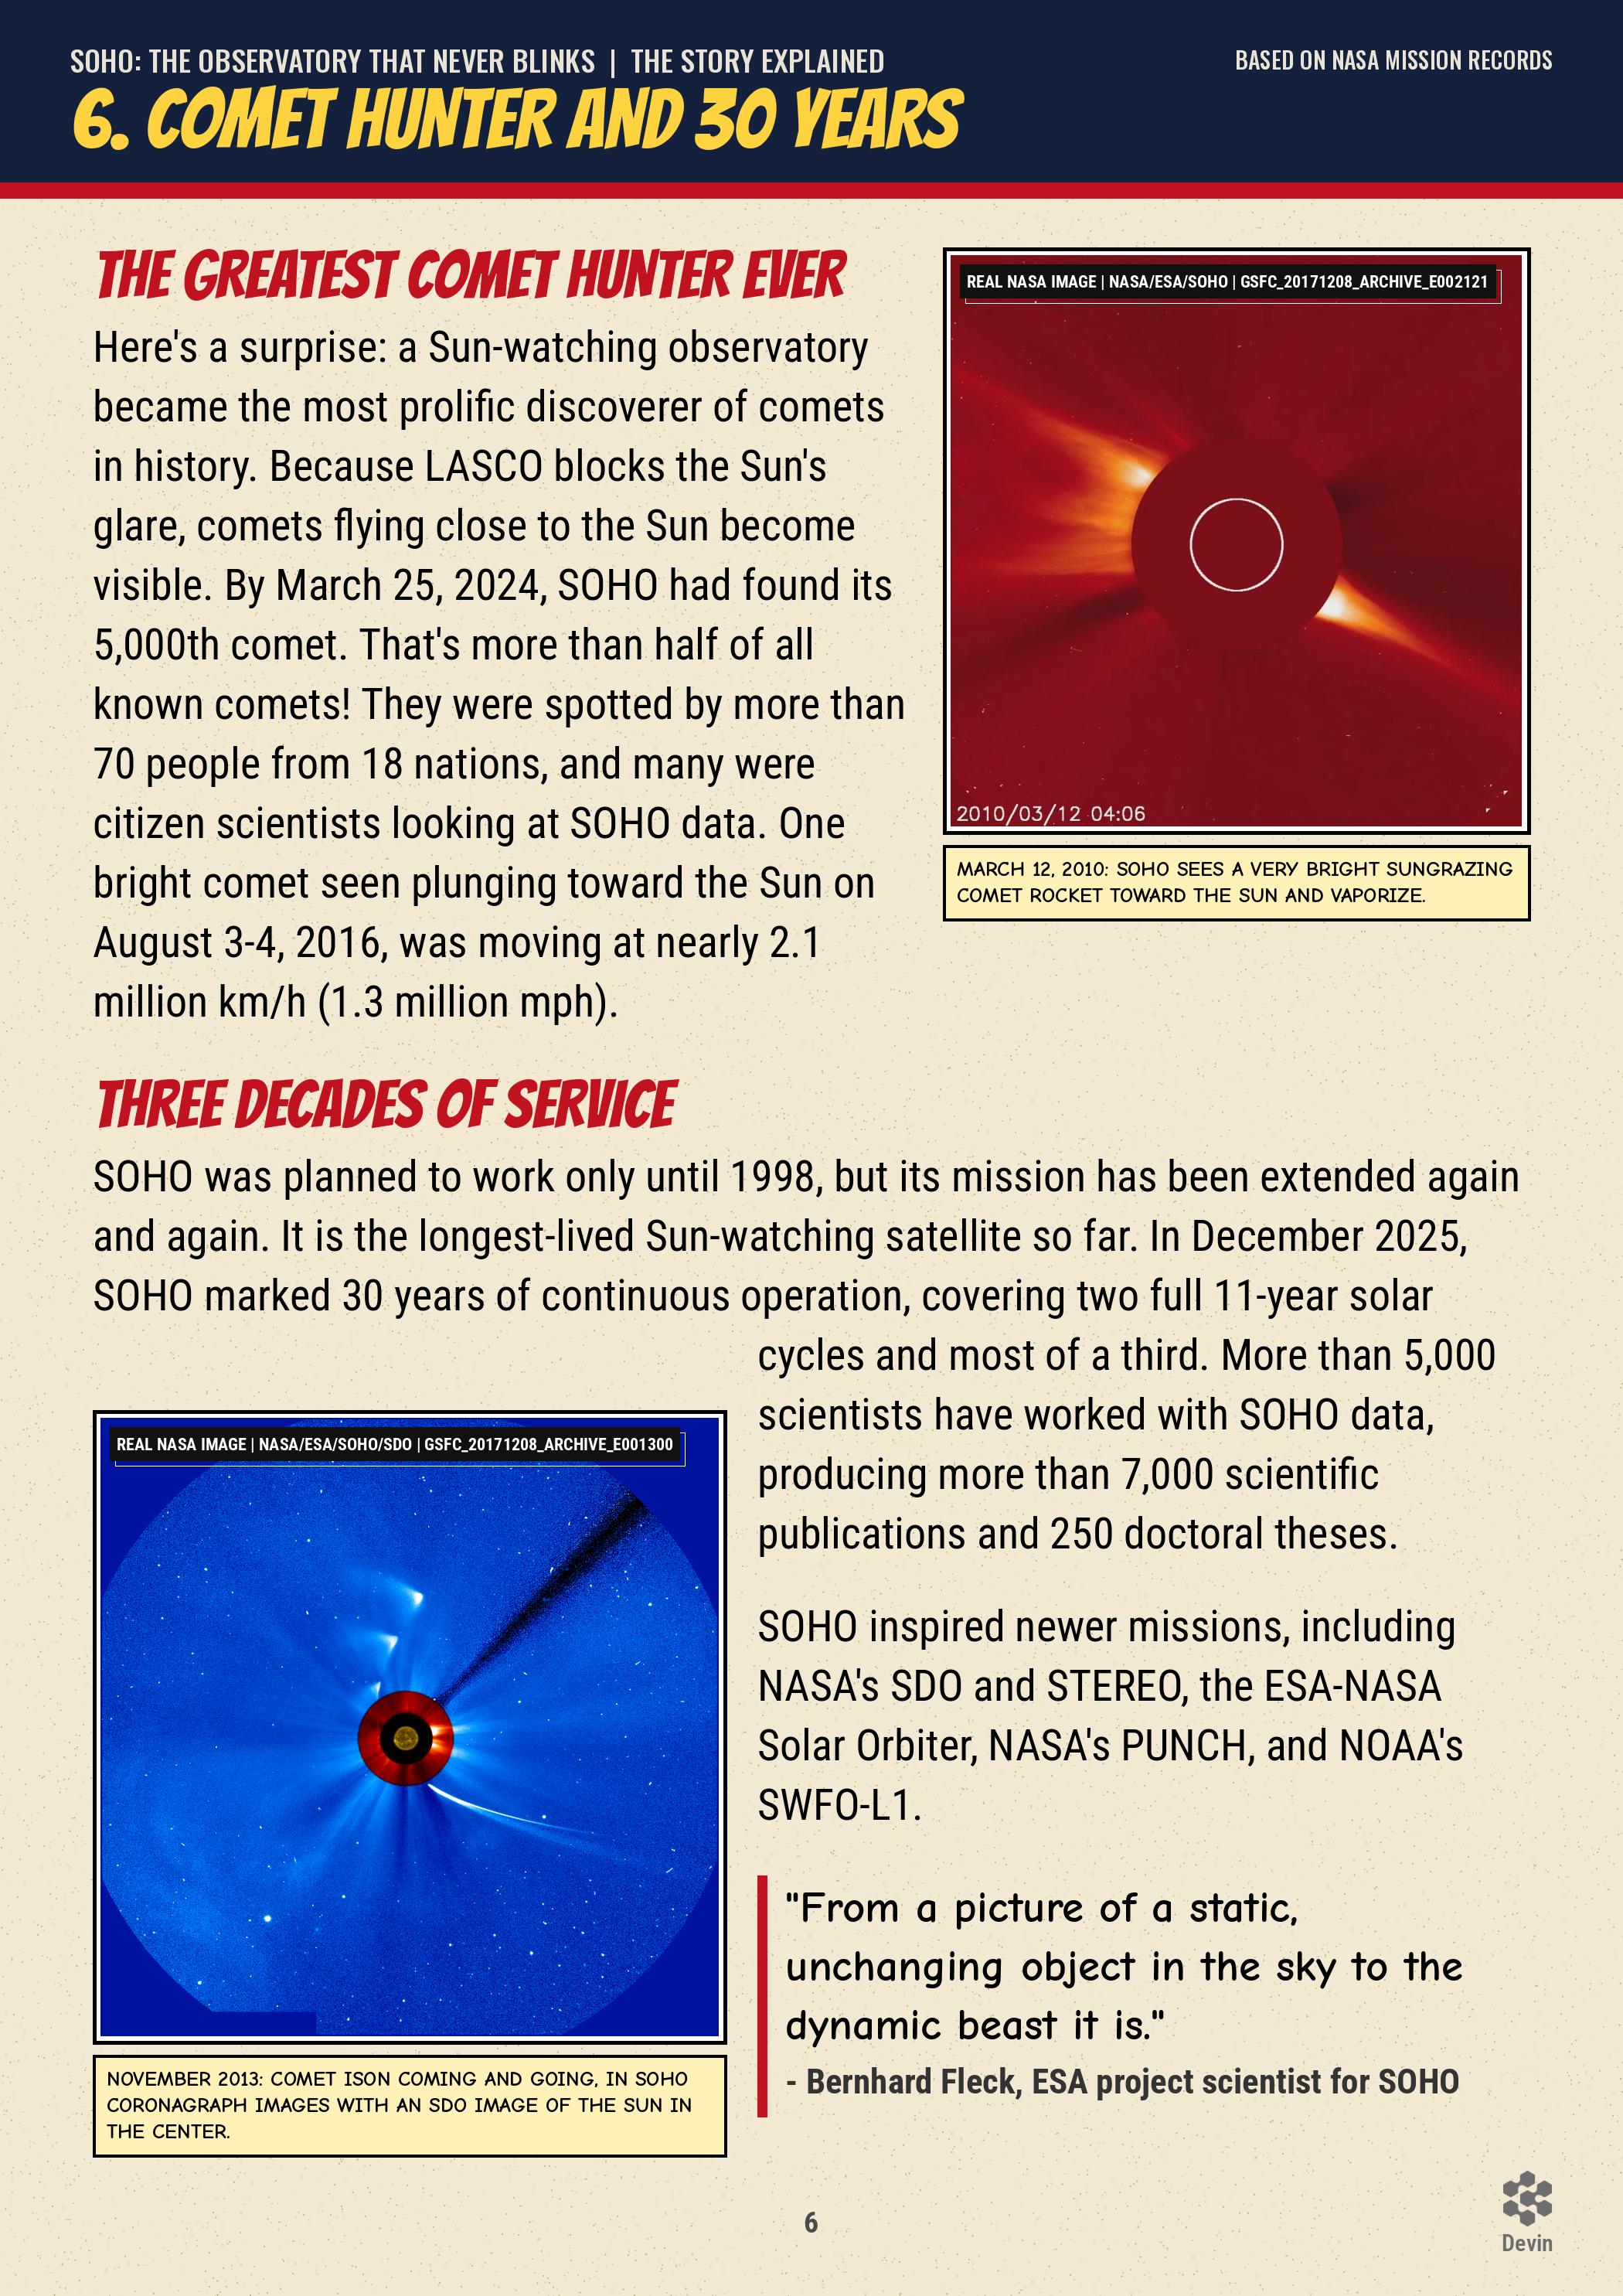 SOHO: THE OBSERVATORY THAT NEVER BLINKS | THE STORY EXPLAINED
BASED ON NASA MISSION RECORDS
6. COMET HUNTER AND 30 YEARS
THE GREATEST COMET HUNTER EVER
Here's a surprise: a Sun-watching observatory
became the most prolific discoverer of comets
in history. Because LASCO blocks the Sun's
glare, comets flying close to the Sun become
visible. By March 25, 2024, SOHO had found its
5,000th comet. That's more than half of all
known comets! They were spotted by more than
70 people from 18 nations, and many were
citizen scientists looking at SOHO data. One
bright comet seen plunging toward the Sun on
August 3-4, 2016, was moving at nearly 2.1
million km/h (1.3 million mph).
REAL NASA IMAGE | NASA/ESA/SOHO | GSFC_20171208_ARCHIVE_E002121
2010/03/12 04:06
MARCH 12, 2010: SOHO SEES A VERY BRIGHT SUNGRAZING
COMET ROCKET TOWARD THE SUN AND VAPORIZE.
THREE DECADES OF SERVICE
SOHO was planned to work only until 1998, but its mission has been extended again
and again. It is the longest-lived Sun-watching satellite so far. In December 2025,
SOHO marked 30 years of continuous operation, covering two full 11-year solar
cycles and most of a third. More than 5,000
scientists have worked with SOHO data,
producing more than 7,000 scientific
publications and 250 doctoral theses.
SOHO inspired newer missions, including
NASA's SDO and STEREO, the ESA-NASA
Solar Orbiter, NASA's PUNCH, and NOAA's
SWFO-L1.
"From a picture of a static,
unchanging object in the sky to the
dynamic beast it is."
- Bernhard Fleck, ESA project scientist for SOHO
REAL NASA IMAGE | NASA/ESA/SOHO/SDO | GSFC_20171208_ARCHIVE_E001300
NOVEMBER 2013: COMET ISON COMING AND GOING, IN SOHO
CORONAGRAPH IMAGES WITH AN SDO IMAGE OF THE SUN IN
THE CENTER.
6
Devin